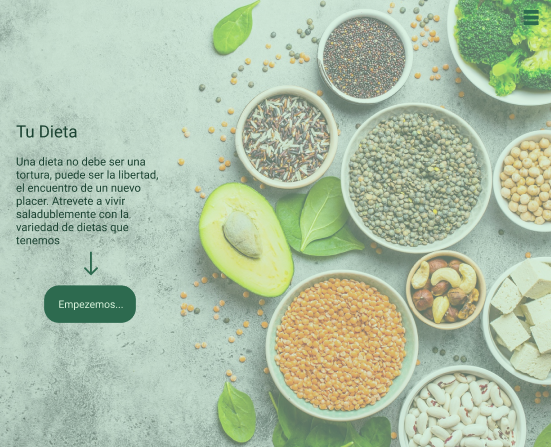 Tu Dieta
Una dieta no debe ser una
tortura, puede ser la libertad,
el encuentro de un nuevo
placer. Atrevete a vivir
saladublemente con la
variedad de dietas que
tenemos
Empezemos...